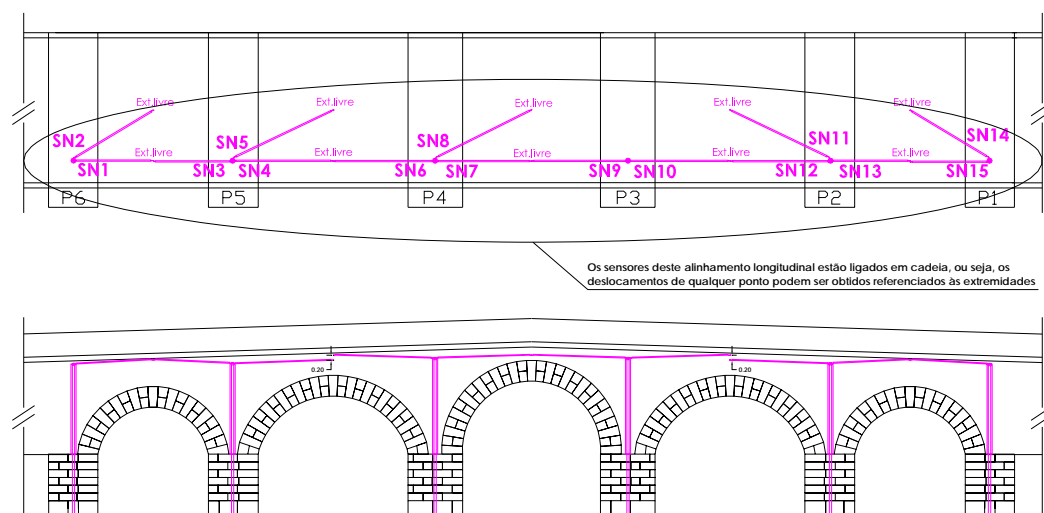 Ext.livre Ext.livre Ext.livre Ext.livre Ext.livre
SN2 SN5 SN8 SN11 SN14
Ext.livre Ext.livre Ext.livre Ext.livre Ext.livre
SN1 SN3 SN4 SN6 SN7 SN9 SN10 SN12 SN13 SN15
P6 P5 P4 P3 P2 P1
Os sensores deste alinhamento longitudinal estão ligados em cadeia, ou seja, os
deslocamentos de qualquer ponto podem ser obtidos referenciados às extremidades
0.20 0.20